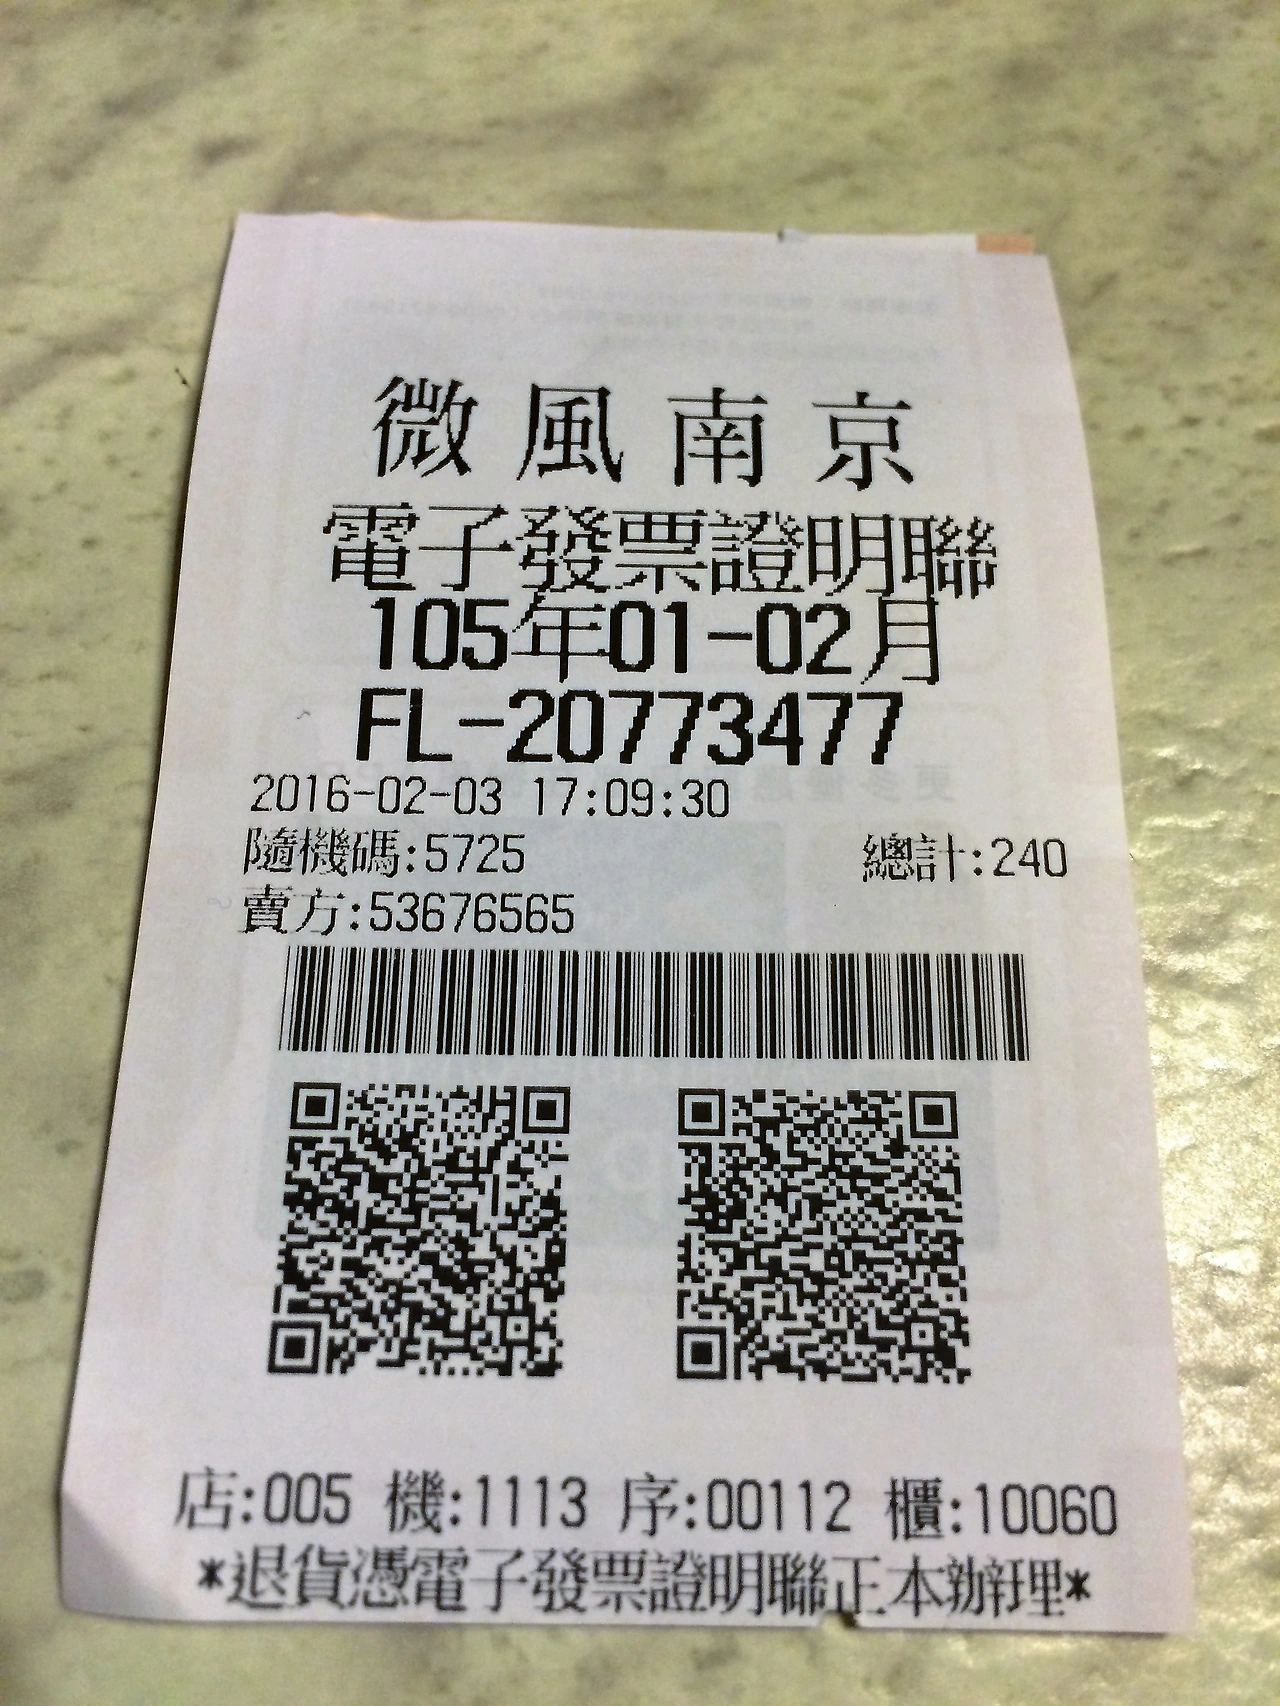 微風南京
電子發票證明聯
105年01-02月
FL-20773477
2016-02-03 17:09:30
隨機碼:5725 總計:240
賣方:53676565
店:005 機:1113 序:00112 櫃:10060
*退貨憑電子發票證明聯正本辦理*